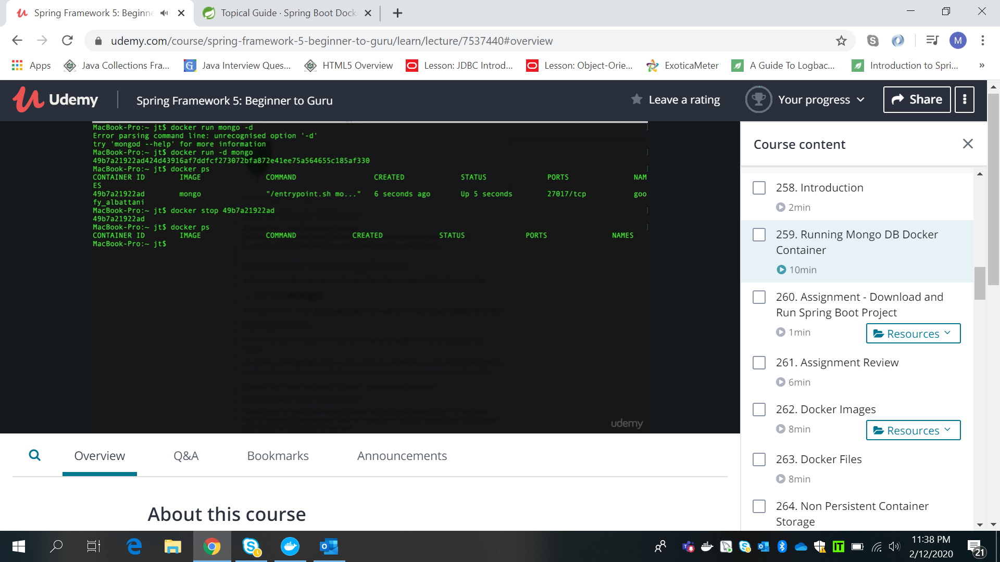 Spring Framework 5: Beginne
Topical Guide · Spring Boot Dock
udemy.com/course/spring-framework-5-beginner-to-guru/learn/lecture/7537440#overview
S
M
Apps
Java Collections Fra...
G
Java Interview Ques...
HTML5 Overview
Lesson: JDBC Introd...
Lesson: Object-Orie...
ExoticaMeter
A Guide To Logbac...
Introduction to Spri...
»
Udemy
Spring Framework 5: Beginner to Guru
Leave a rating
Your progress
Share
MacBook-Pro:~ jt$ docker run mongo -d
Error parsing command line: unrecognised option '-d'
try 'mongod --help' for more information
MacBook-Pro:~ jt$ docker run -d mongo
49b7a21922ad424d43916af7ddfcf273072bfa872e41ee75a564655c185af330
MacBook-Pro:~ jt$ docker ps
CONTAINER ID IMAGE COMMAND CREATED STATUS PORTS NAM
ES
49b7a21922ad mongo "/entrypoint.sh mo..." 6 seconds ago Up 5 seconds 27017/tcp goo
fy_albattani
MacBook-Pro:~ jt$ docker stop 49b7a21922ad
49b7a21922ad
MacBook-Pro:~ jt$ docker ps
CONTAINER ID IMAGE COMMAND CREATED STATUS PORTS NAMES
MacBook-Pro:~ jt$
udemy
Course content
258. Introduction
2min
259. Running Mongo DB Docker
Container
10min
260. Assignment - Download and
Run Spring Boot Project
1min
Resources
261. Assignment Review
6min
262. Docker Images
8min
Resources
263. Docker Files
8min
264. Non Persistent Container
Storage
Overview
Q&A
Bookmarks
Announcements
About this course
IT
11:38 PM
2/12/2020
21